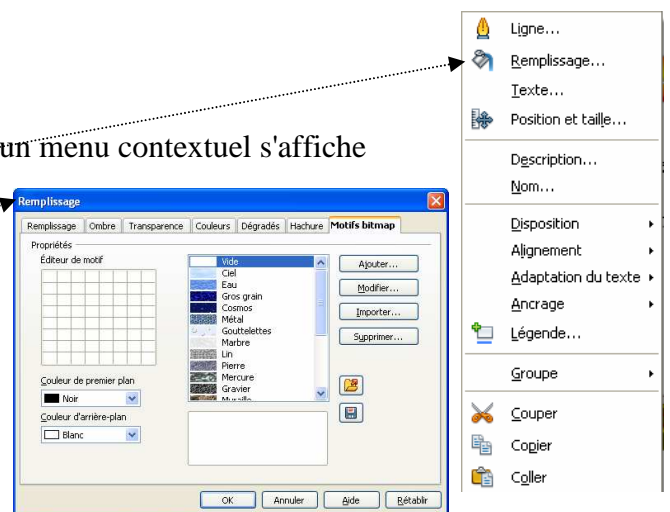 un menu contextuel s'affiche
Ligne...
Remplissage...
Texte...
Position et taille...
Description...
Nom...
Disposition
Alignement
Adaptation du texte
Ancrage
Légende...
Groupe
Couper
Copier
Coller
Remplissage
Remplissage Ombre Transparence Couleurs Dégradés Hachure Motifs bitmap
Propriétés
Éditeur de motif
Couleur de premier plan
Noir
Couleur d'arrière-plan
Blanc
Vide
Ciel
Eau
Gros grain
Cosmos
Métal
Gouttelettes
Marbre
Lin
Pierre
Mercure
Gravier
Muraille
Ajouter...
Modifier...
Importer...
Supprimer...
OK Annuler Aide Rétablir